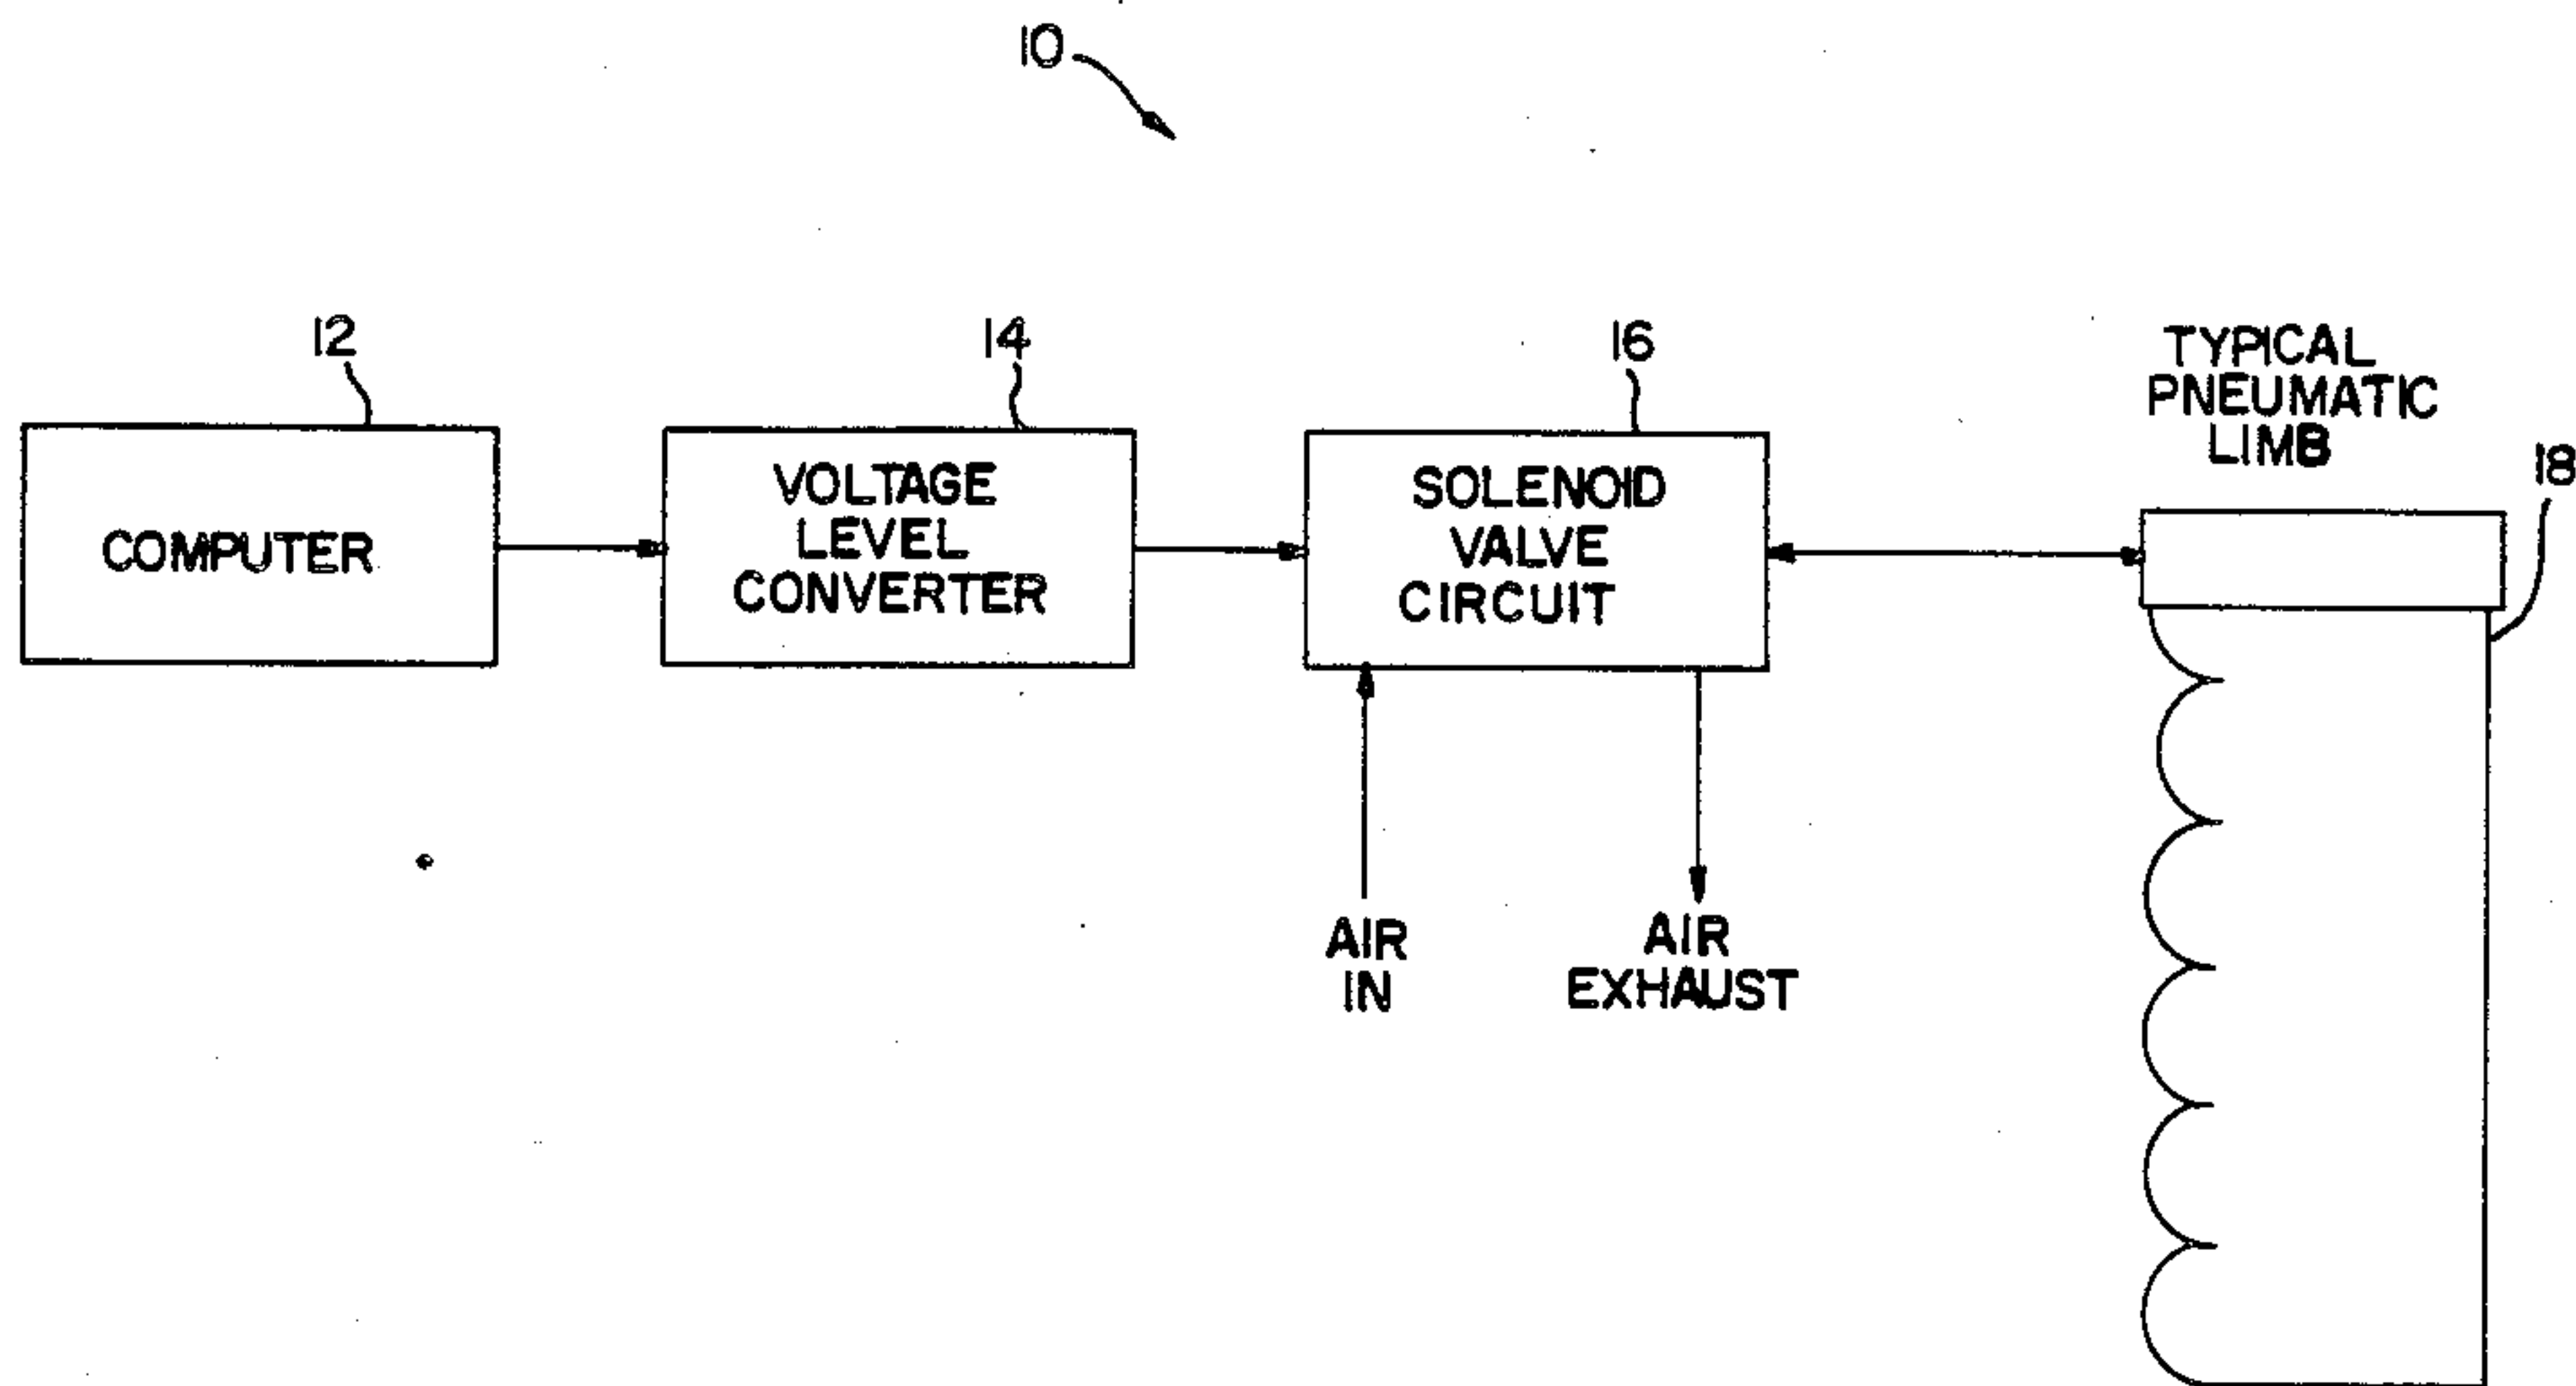 10
12
14
16
TYPICAL
PNEUMATIC
LIMB
18
COMPUTER
VOLTAGE
LEVEL
CONVERTER
SOLENOID
VALVE
CIRCUIT
AIR
IN
AIR
EXHAUST